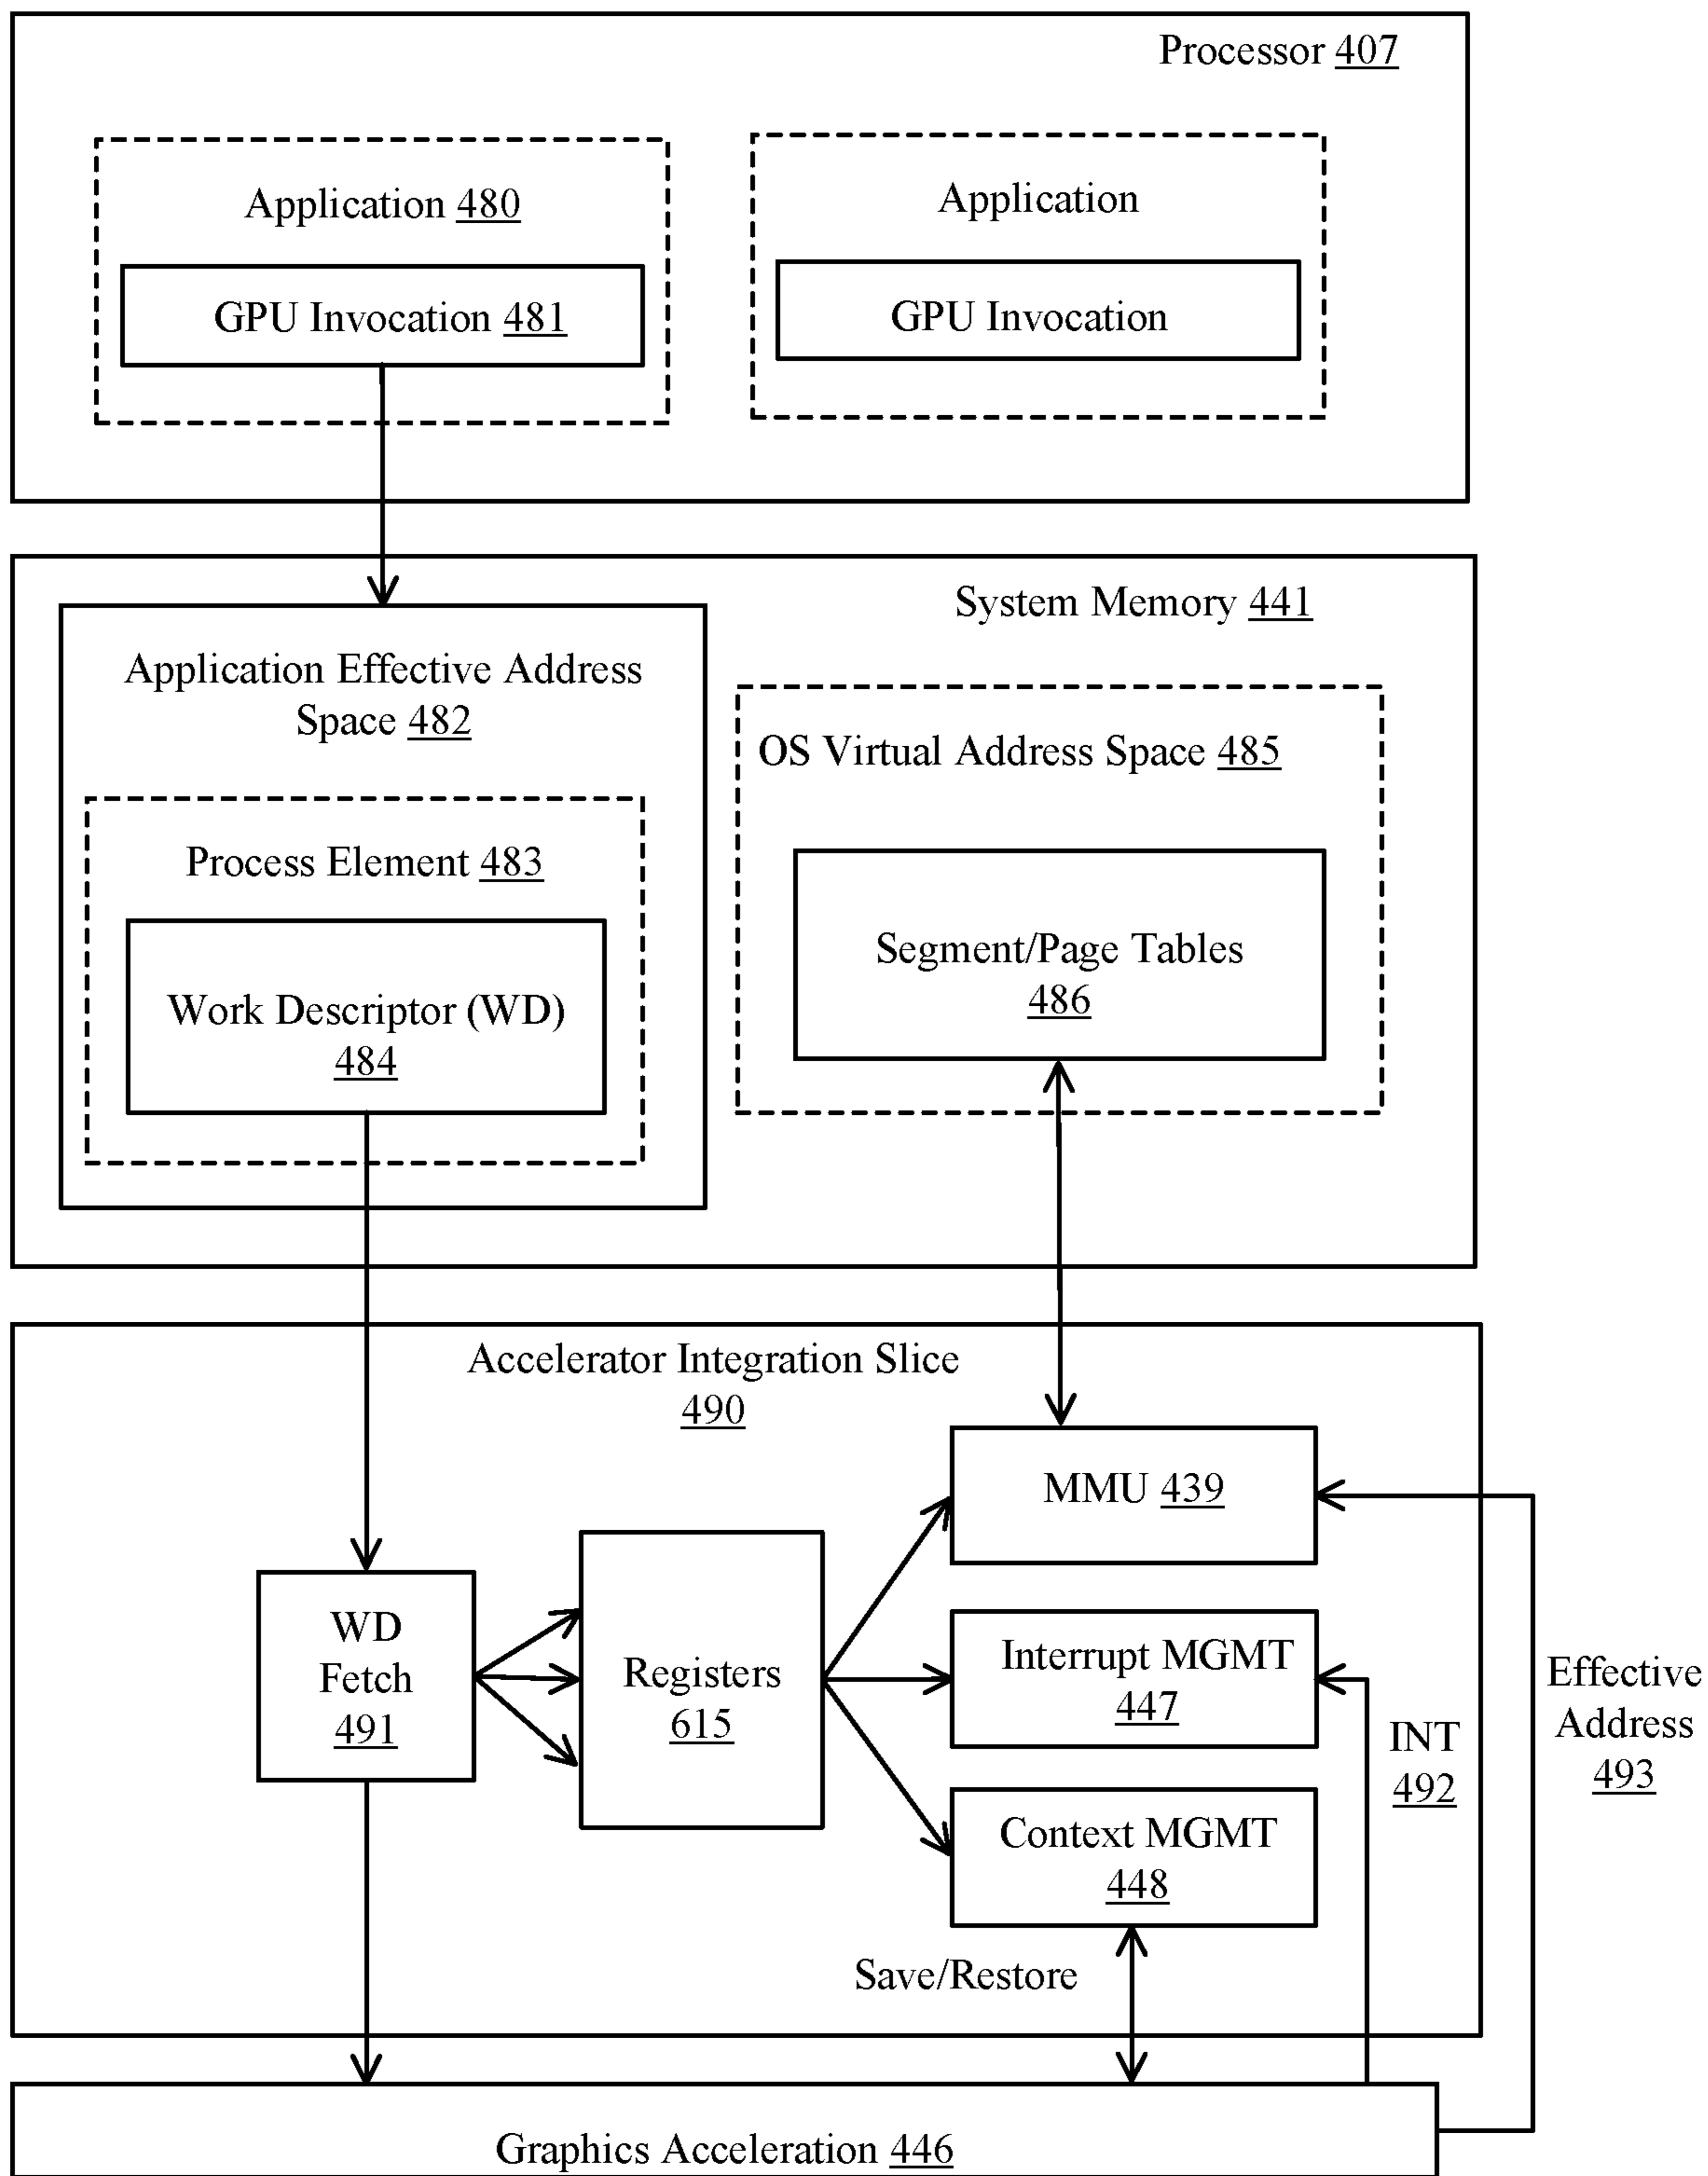 Processor 407
Application 480
GPU Invocation 481
Application
GPU Invocation
System Memory 441
Application Effective Address
Space 482
Process Element 483
Work Descriptor (WD)
484
OS Virtual Address Space 485
Segment/Page Tables
486
Accelerator Integration Slice
490
MMU 439
WD
Fetch
491
Registers
615
Interrupt MGMT
447
Context MGMT
448
Save/Restore
INT
492
Effective
Address
493
Graphics Acceleration 446